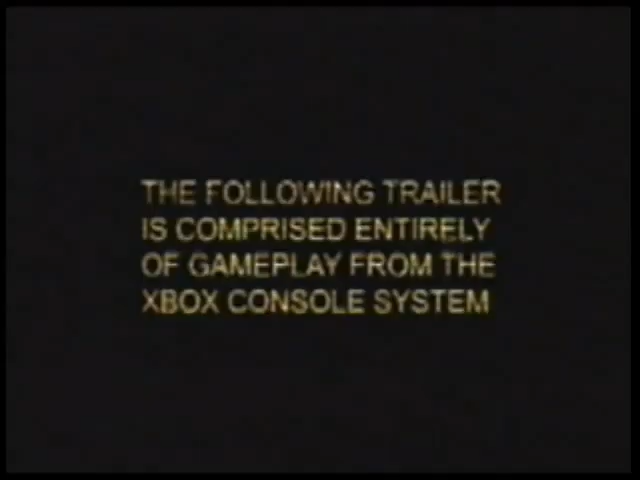 THE FOLLOWING TRAILER
IS COMPRISED ENTIRELY
OF GAMEPLAY FROM THE
XBOX CONSOLE SYSTEM